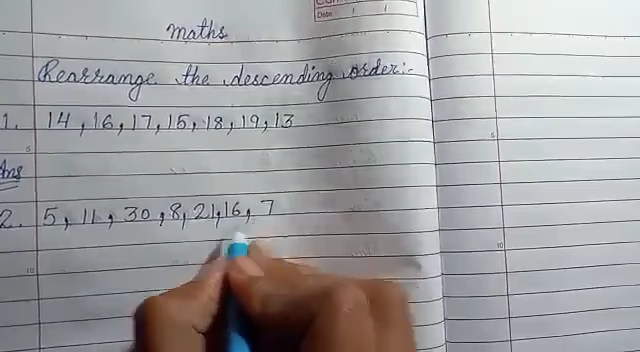 Date
maths
Rearrange the descending order:-
1. 14, 16, 17, 15, 18, 19, 13
Ans
2. 5, 11, 30, 8, 21, 16, 7